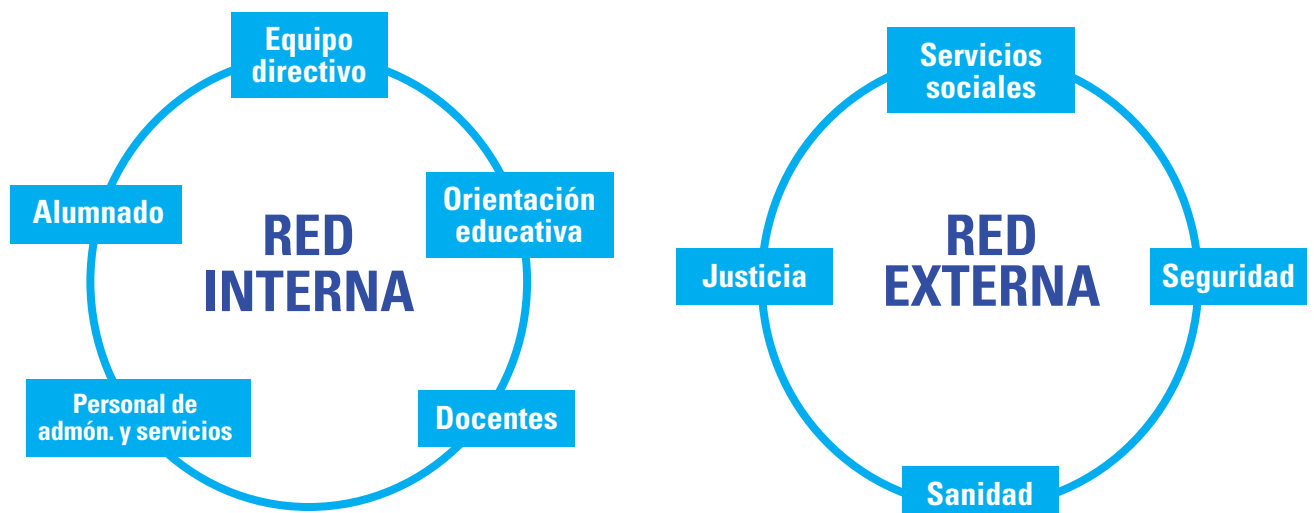 Equipo
directivo
Alumnado
Orientación
educativa
RED
INTERNA
Personal de
admón. y servicios
Docentes
Servicios
sociales
Justicia
RED
EXTERNA
Seguridad
Sanidad